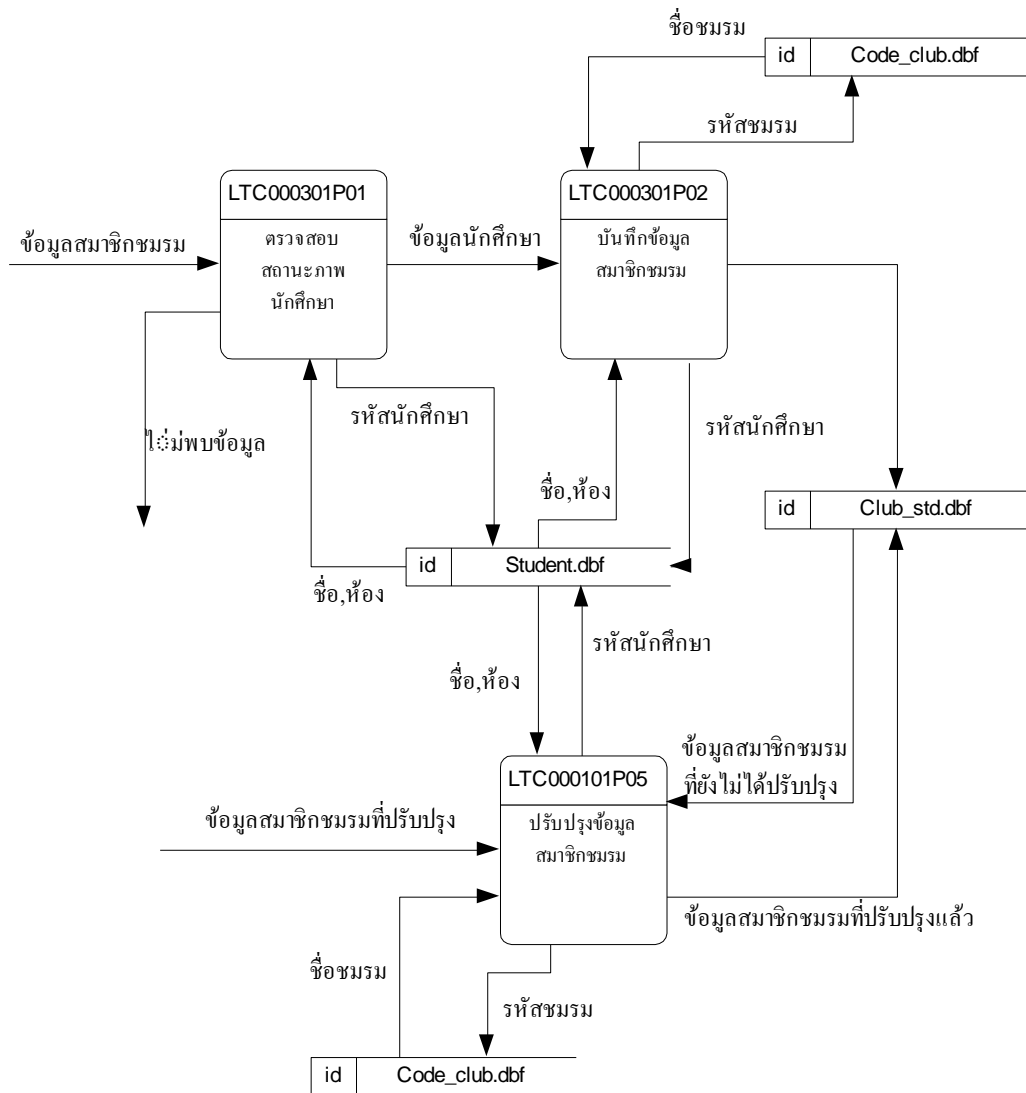 ชื่อชมรม
id Code_club.dbf
รหัสชมรม
LTC000301P01
LTC000301P02
ข้อมูลสมาชิกชมรม
ตรวจสอบ
สถานะภาพ
นักศึกษา
ข้อมูลนักศึกษา
บันทึกข้อมูล
สมาชิกชมรม
รหัสนักศึกษา
รหัสนักศึกษา
ไ่ม่พบข้อมูล
ชื่อ,ห้อง
id Club_std.dbf
id Student.dbf
ชื่อ,ห้อง
รหัสนักศึกษา
ชื่อ,ห้อง
ข้อมูลสมาชิกชมรม
ที่ยังไม่ได้ปรับปรุง
LTC000101P05
ข้อมูลสมาชิกชมรมที่ปรับปรุง
ปรับปรุงข้อมูล
สมาชิกชมรม
ข้อมูลสมาชิกชมรมที่ปรับปรุงแล้ว
ชื่อชมรม
รหัสชมรม
id Code_club.dbf